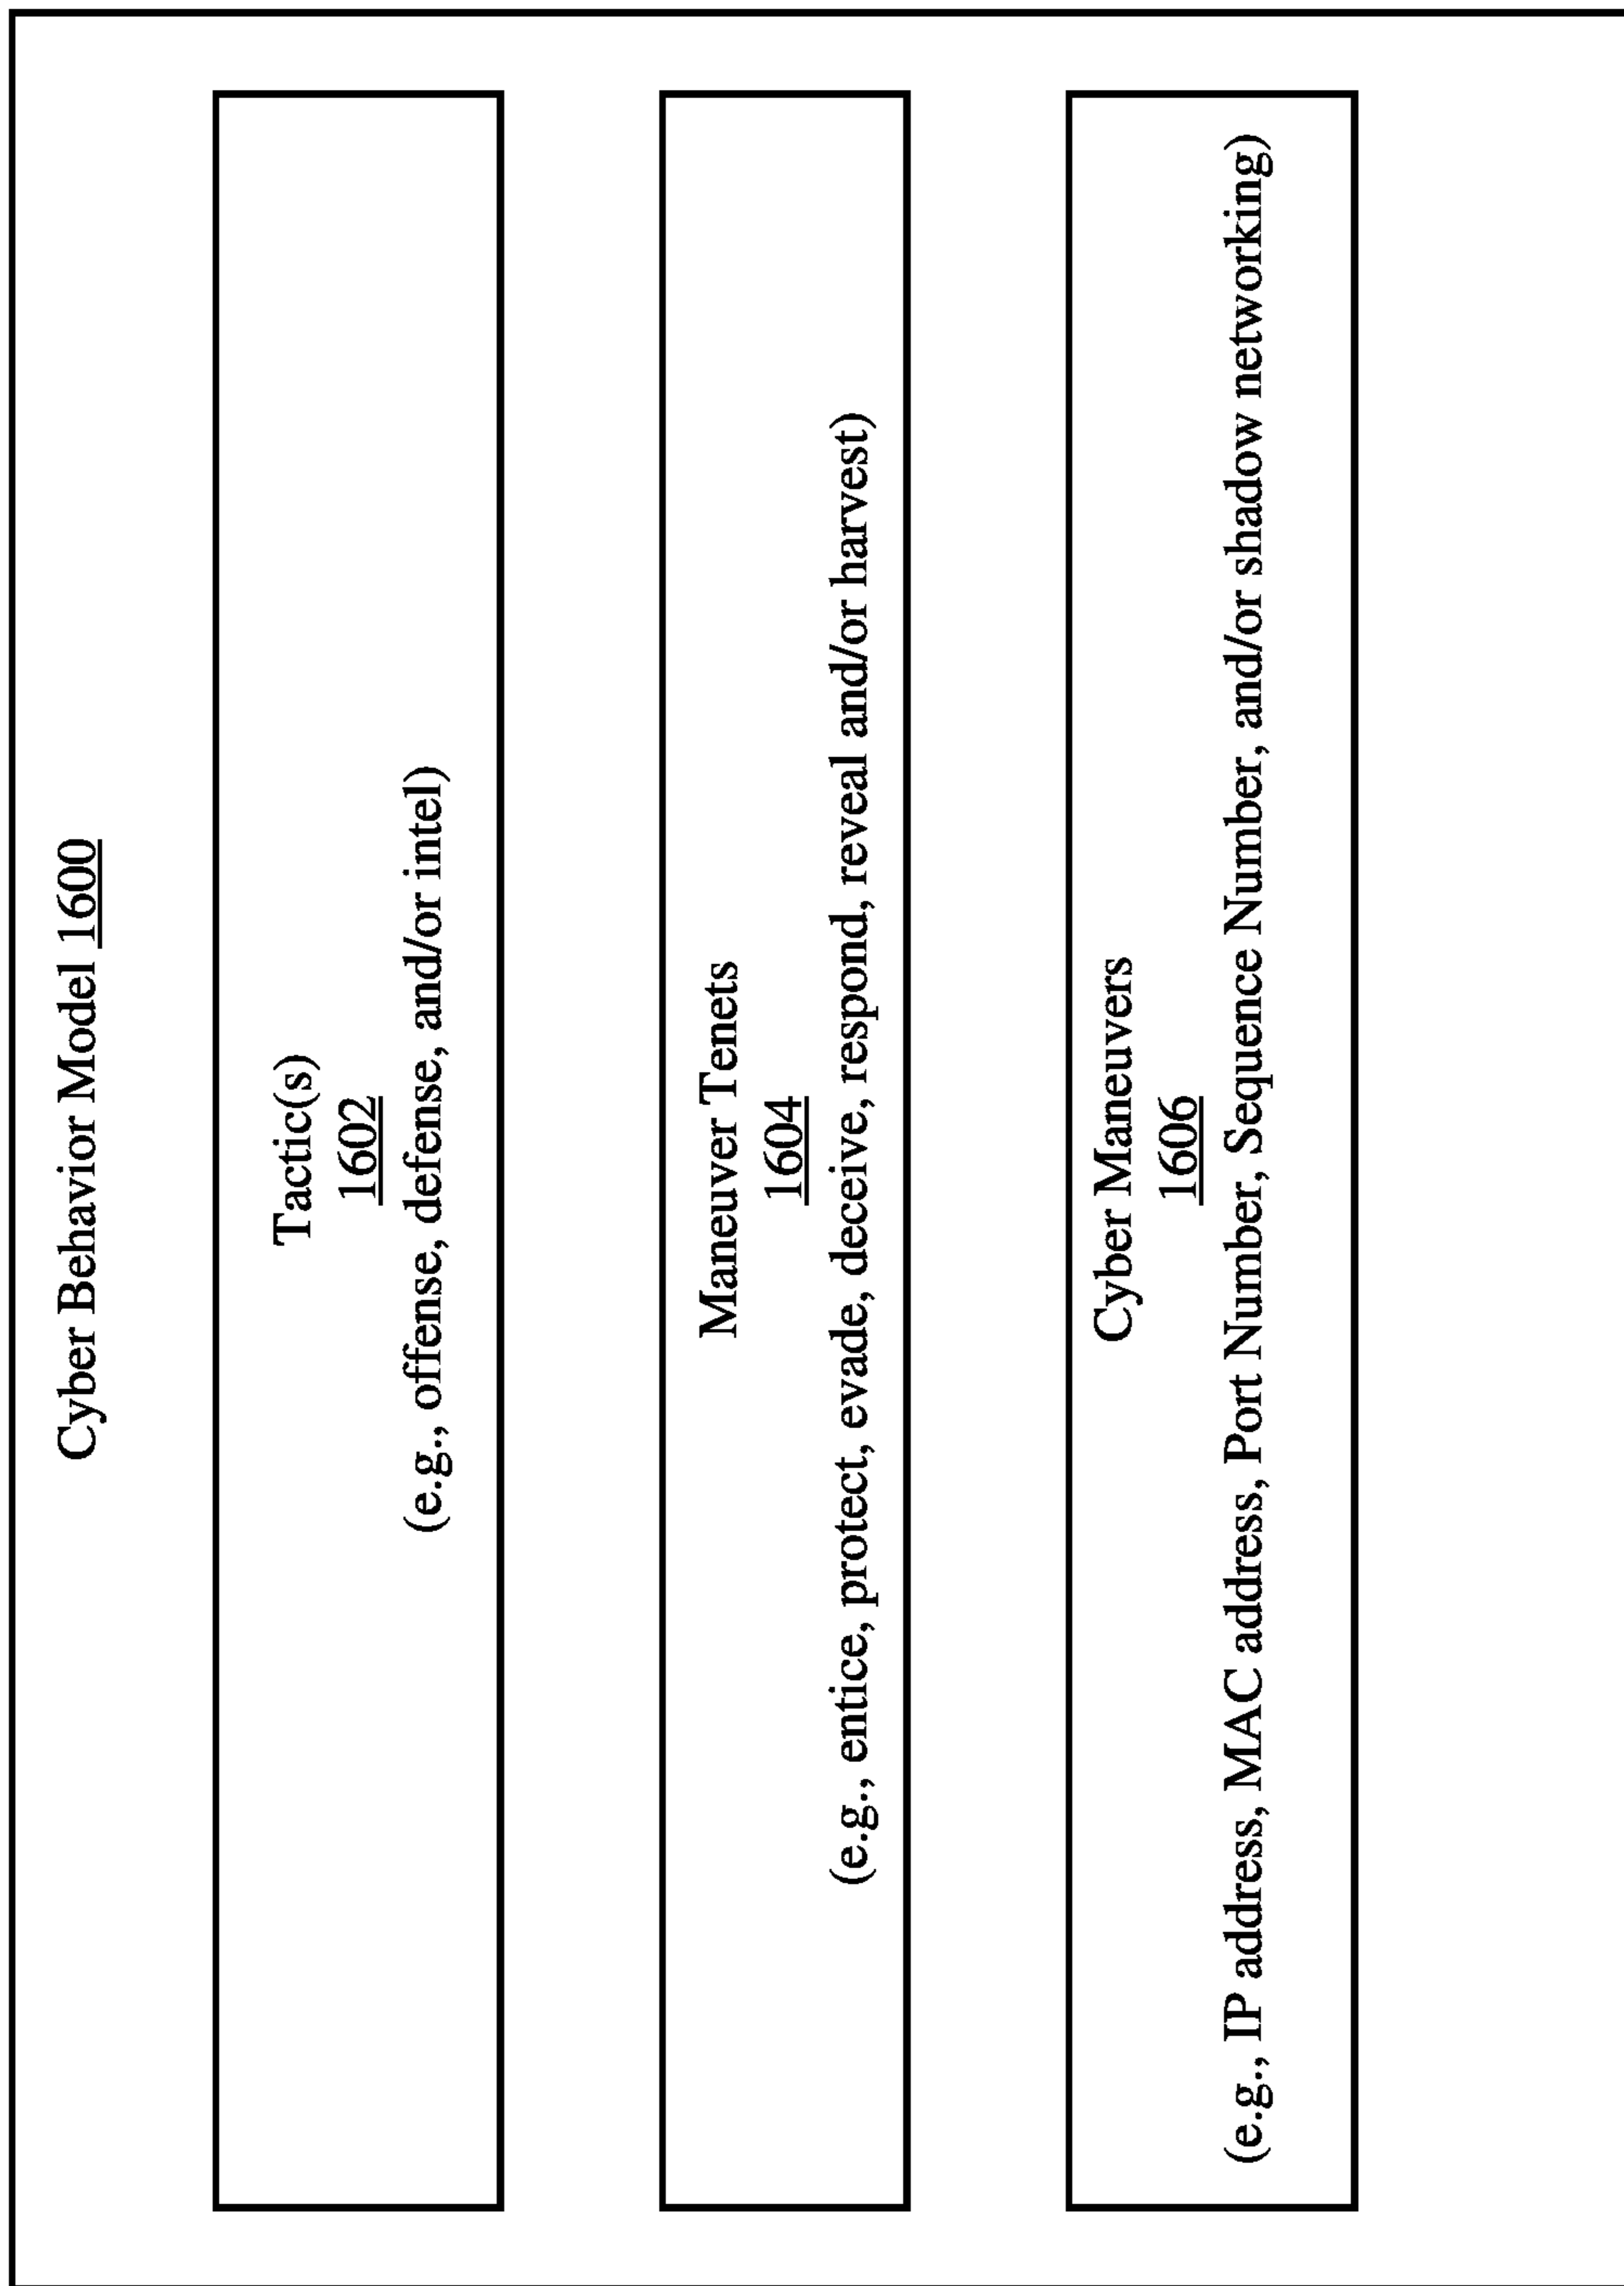 Cyber Behavior Model 1600
Tactic(s)
1602
(e.g., offense, defense, and/or intel)
Maneuver Tenets
1604
(e.g., entice, protect, evade, deceive, respond, reveal and/or harvest)
Cyber Maneuvers
1606
(e.g., IP address, MAC address, Port Number, Sequence Number, and/or shadow networking)